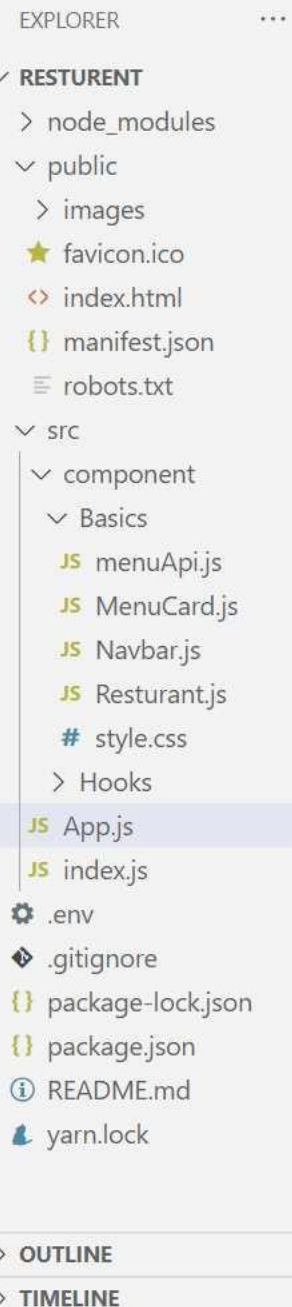 EXPLORER ...
RESTURENT
node_modules
public
images
favicon.ico
<> index.html
{} manifest.json
robots.txt
src
component
Basics
JS menuApi.js
JS MenuCard.js
JS Navbar.js
JS Resturant.js
# style.css
Hooks
JS App.js
JS index.js
.env
.gitignore
{} package-lock.json
{} package.json
README.md
yarn.lock
OUTLINE
TIMELINE